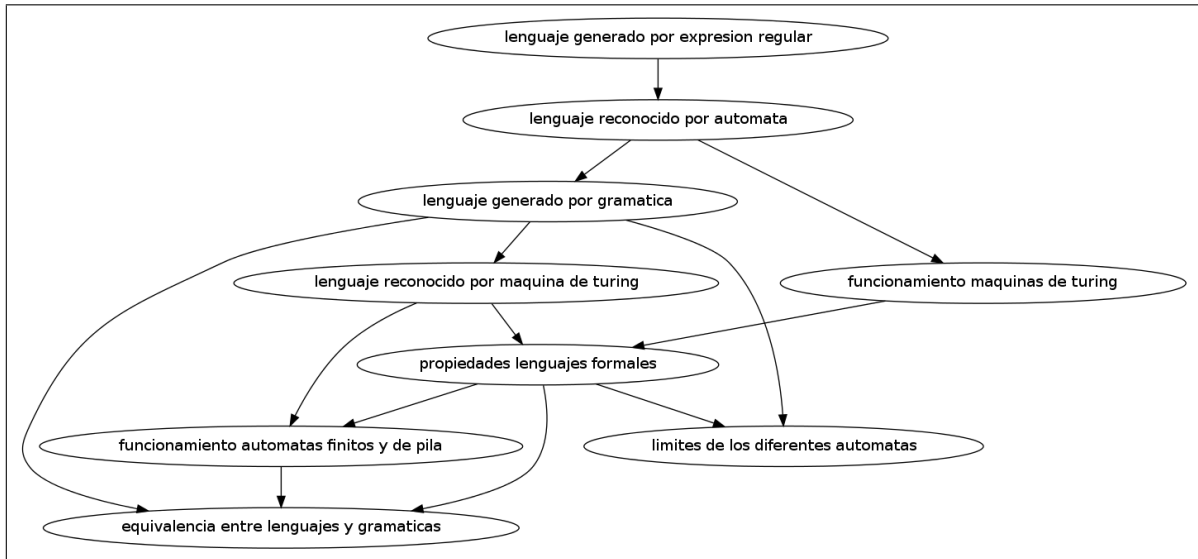 lenguaje generado por expresion regular
lenguaje reconocido por automata
lenguaje generado por gramatica
lenguaje reconocido por maquina de turing
funcionamiento maquinas de turing
propiedades lenguajes formales
funcionamiento automatas finitos y de pila
limites de los diferentes automatas
equivalencia entre lenguajes y gramaticas